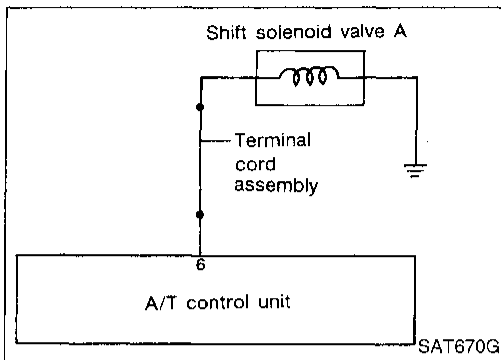 Shift solenoid valve A
Terminal
cord
assembly
6
A/T control unit
SAT670G